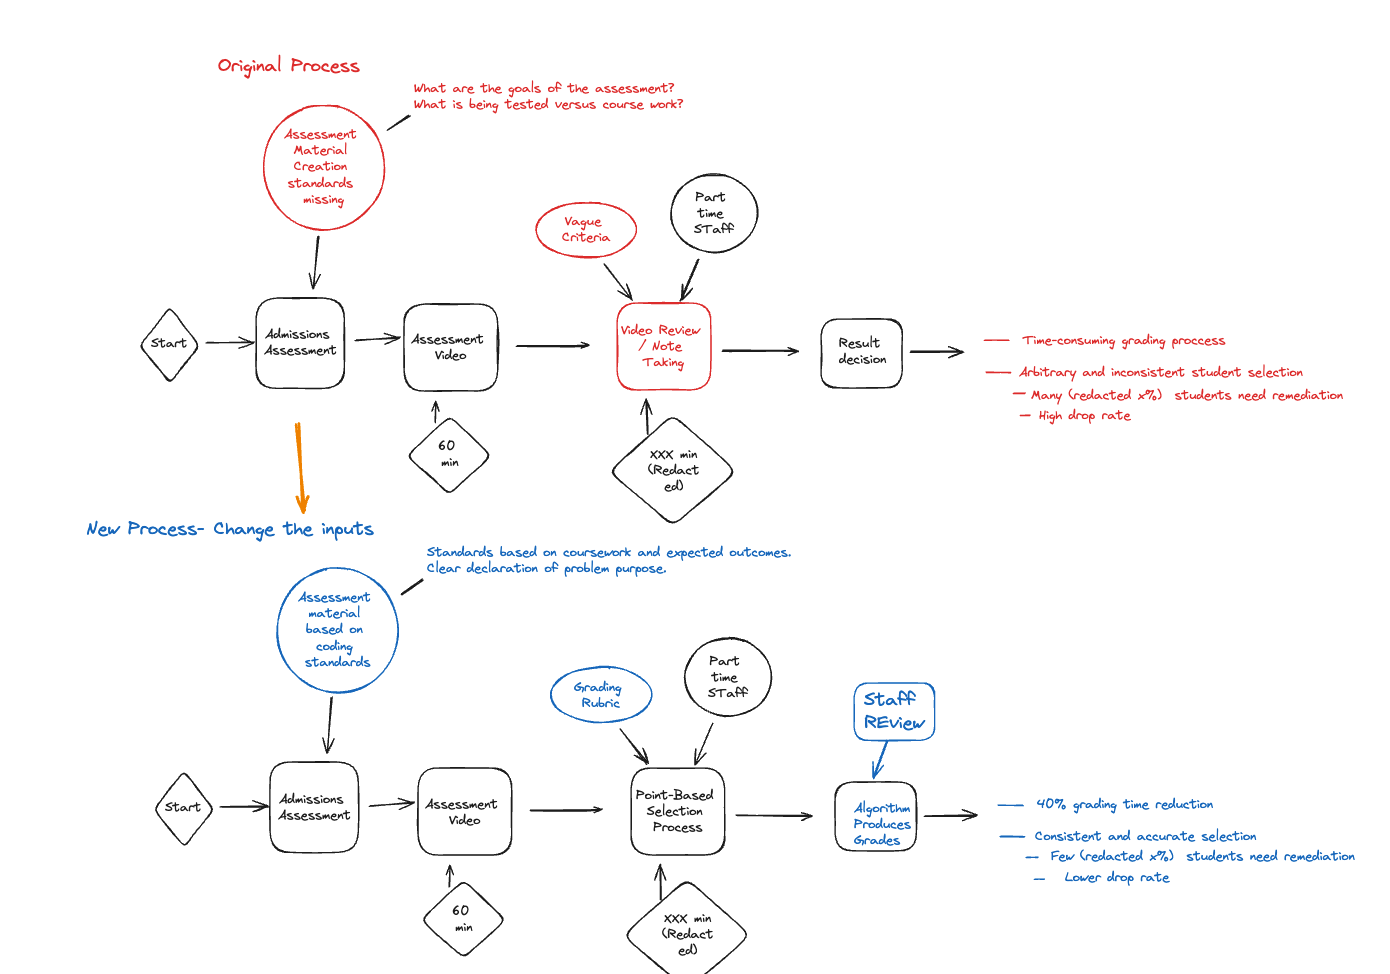 Original Process
What are the goals of the assessment?
What is being tested versus course work?
Assessment
Material
Creation
standards
missing
Vague
Criteria
Part
time
STaff
Start
Admissions
Assessment
Assessment
Video
Video Review
/ Note
Taking
Result
decision
Time-consuming grading proccess
Arbitrary and inconsistent student selection
Many (redacted x%) students need remediation
High drop rate
60
min
XXX min
(Redact
ed)
New Process- Change the inputs
Standards based on coursework and expected outcomes.
Clear declaration of problem purpose.
Assessment
material
based on
coding
standards
Grading
Rubric
Part
time
STaff
Staff
REview
Start
Admissions
Assessment
Assessment
Video
Point-Based
Selection
Process
Algorithm
Produces
Grades
40% grading time reduction
Consistent and accurate selection
Few (redacted x%) students need remediation
Lower drop rate
60
min
XXX min
(Redact
ed)